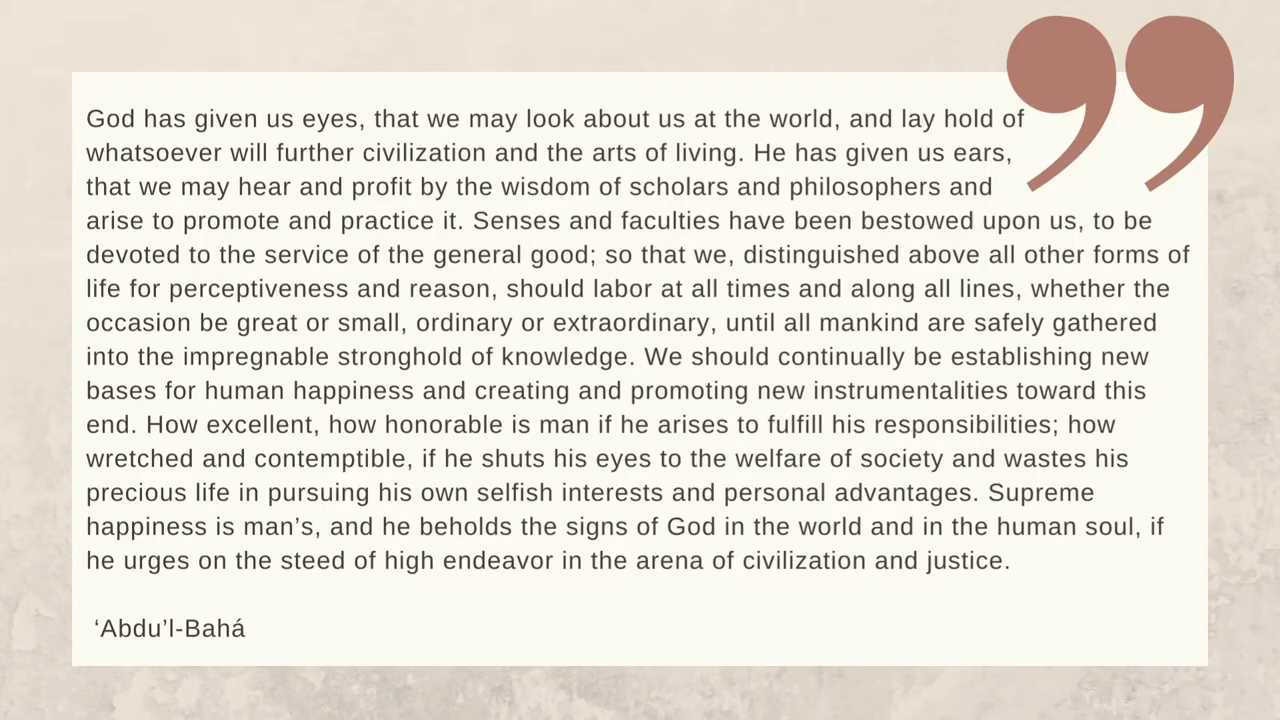 God has given us eyes, that we may look about us at the world, and lay hold of
whatsoever will further civilization and the arts of living. He has given us ears,
that we may hear and profit by the wisdom of scholars and philosophers and
arise to promote and practice it. Senses and faculties have been bestowed upon us, to be
devoted to the service of the general good; so that we, distinguished above all other forms of
life for perceptiveness and reason, should labor at all times and along all lines, whether the
occasion be great or small, ordinary or extraordinary, until all mankind are safely gathered
into the impregnable stronghold of knowledge. We should continually be establishing new
bases for human happiness and creating and promoting new instrumentalities toward this
end. How excellent, how honorable is man if he arises to fulfill his responsibilities; how
wretched and contemptible, if he shuts his eyes to the welfare of society and wastes his
precious life in pursuing his own selfish interests and personal advantages. Supreme
happiness is man’s, and he beholds the signs of God in the world and in the human soul, if
he urges on the steed of high endeavor in the arena of civilization and justice.
‘Abdu’l-Bahá